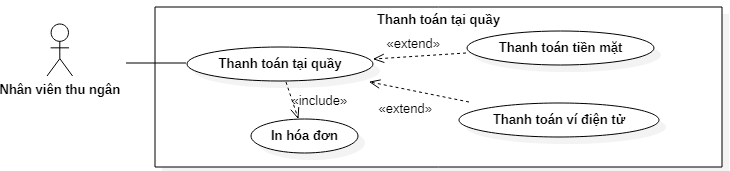 Thanh toán tại quầy
«extend»
Thanh toán tiền mặt
Thanh toán tại quầy
Nhân viên thu ngân
«include»
«extend»
Thanh toán ví điện tử
In hóa đơn